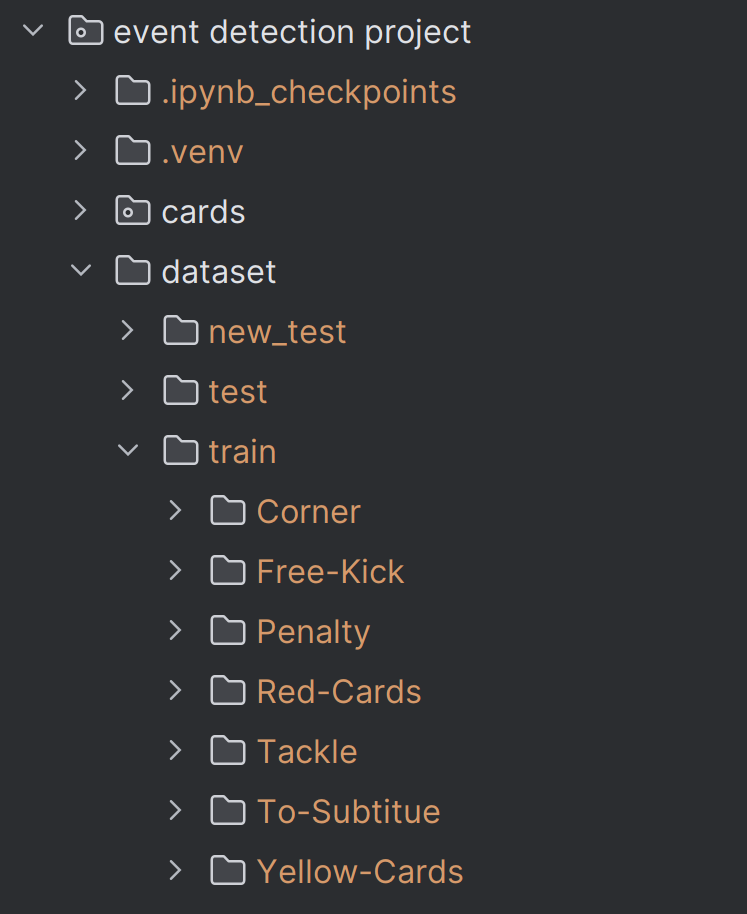 event detection project
.ipynb_checkpoints
.venv
cards
dataset
new_test
test
train
Corner
Free-Kick
Penalty
Red-Cards
Tackle
To-Subtitue
Yellow-Cards